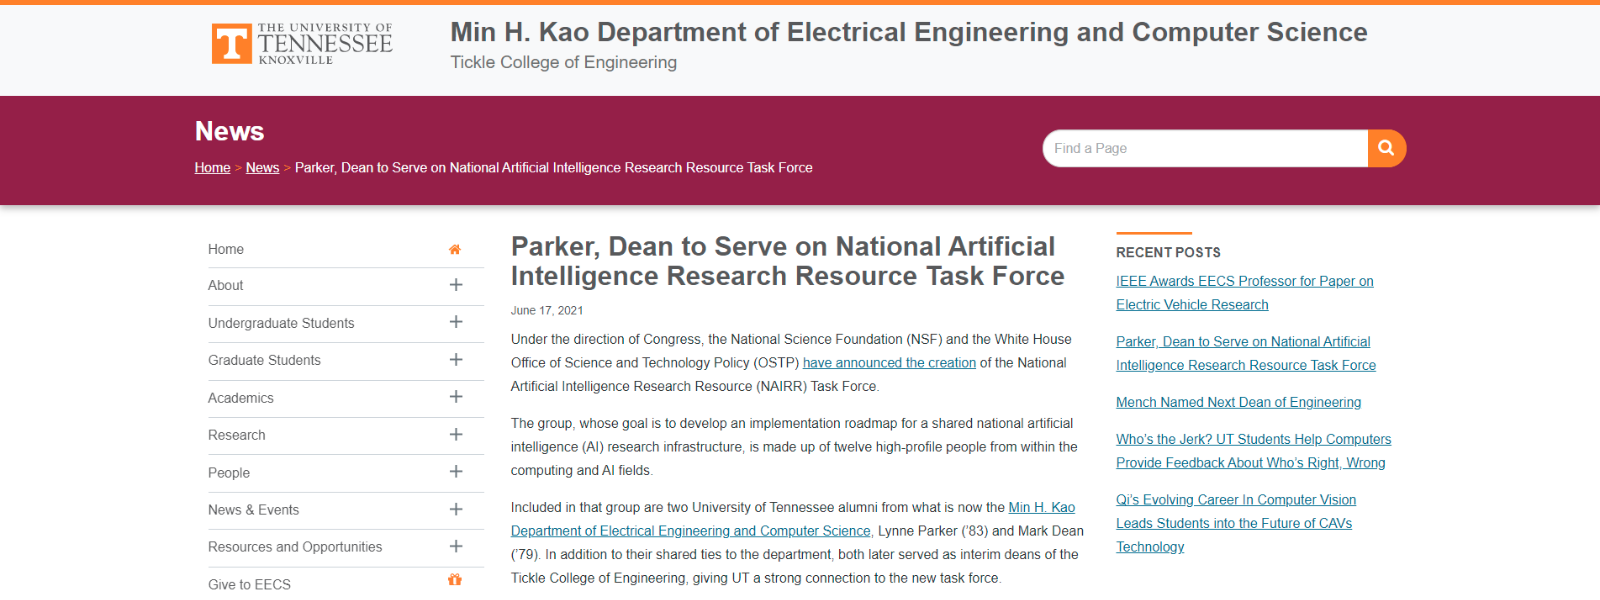 THE UNIVERSITY OF
TENNESSEE
KNOXVILLE
Min H. Kao Department of Electrical Engineering and Computer Science
Tickle College of Engineering
News
Home > News > Parker, Dean to Serve on National Artificial Intelligence Research Resource Task Force
Find a Page
Home
About
Undergraduate Students
Graduate Students
Academics
Research
People
News & Events
Resources and Opportunities
Give to EECS
Parker, Dean to Serve on National Artificial
Intelligence Research Resource Task Force
June 17, 2021
Under the direction of Congress, the National Science Foundation (NSF) and the White House
Office of Science and Technology Policy (OSTP) have announced the creation of the National
Artificial Intelligence Research Resource (NAIRR) Task Force.
The group, whose goal is to develop an implementation roadmap for a shared national artificial
intelligence (AI) research infrastructure, is made up of twelve high-profile people from within the
computing and AI fields.
Included in that group are two University of Tennessee alumni from what is now the Min H. Kao
Department of Electrical Engineering and Computer Science, Lynne Parker (’83) and Mark Dean
(’79). In addition to their shared ties to the department, both later served as interim deans of the
Tickle College of Engineering, giving UT a strong connection to the new task force.
RECENT POSTS
IEEE Awards EECS Professor for Paper on
Electric Vehicle Research
Parker, Dean to Serve on National Artificial
Intelligence Research Resource Task Force
Mench Named Next Dean of Engineering
Who’s the Jerk? UT Students Help Computers
Provide Feedback About Who’s Right, Wrong
Qi’s Evolving Career In Computer Vision
Leads Students into the Future of CAVs
Technology